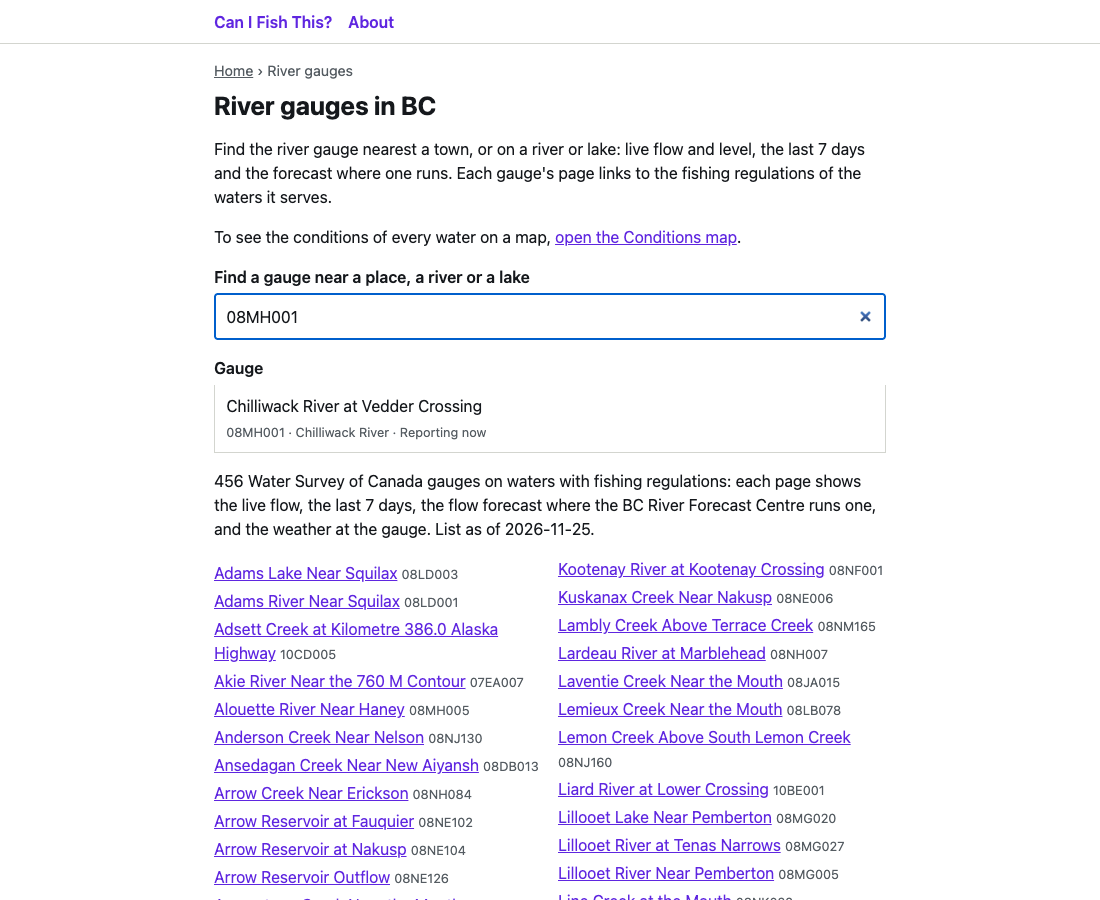 Can I Fish This? About
Home › River gauges
River gauges in BC
Find the river gauge nearest a town, or on a river or lake: live flow and level, the last 7 days
and the forecast where one runs. Each gauge's page links to the fishing regulations of the
waters it serves.
To see the conditions of every water on a map, open the Conditions map.
Find a gauge near a place, a river or a lake
08MH001 ×
Gauge
Chilliwack River at Vedder Crossing
08MH001 · Chilliwack River · Reporting now
456 Water Survey of Canada gauges on waters with fishing regulations: each page shows
the live flow, the last 7 days, the flow forecast where the BC River Forecast Centre runs one,
and the weather at the gauge. List as of 2026-11-25.
Adams Lake Near Squilax 08LD003
Adams River Near Squilax 08LD001
Adsett Creek at Kilometre 386.0 Alaska
Highway 10CD005
Akie River Near the 760 M Contour 07EA007
Alouette River Near Haney 08MH005
Anderson Creek Near Nelson 08NJ130
Ansedagan Creek Near New Aiyansh 08DB013
Arrow Creek Near Erickson 08NH084
Arrow Reservoir at Fauquier 08NE102
Arrow Reservoir at Nakusp 08NE104
Arrow Reservoir Outflow 08NE126
Kootenay River at Kootenay Crossing 08NF001
Kuskanax Creek Near Nakusp 08NE006
Lambly Creek Above Terrace Creek 08NM165
Lardeau River at Marblehead 08NH007
Laventie Creek Near the Mouth 08JA015
Lemieux Creek Near the Mouth 08LB078
Lemon Creek Above South Lemon Creek
08NJ160
Liard River at Lower Crossing 10BE001
Lillooet Lake Near Pemberton 08MG020
Lillooet River at Tenas Narrows 08MG027
Lillooet River Near Pemberton 08MG005